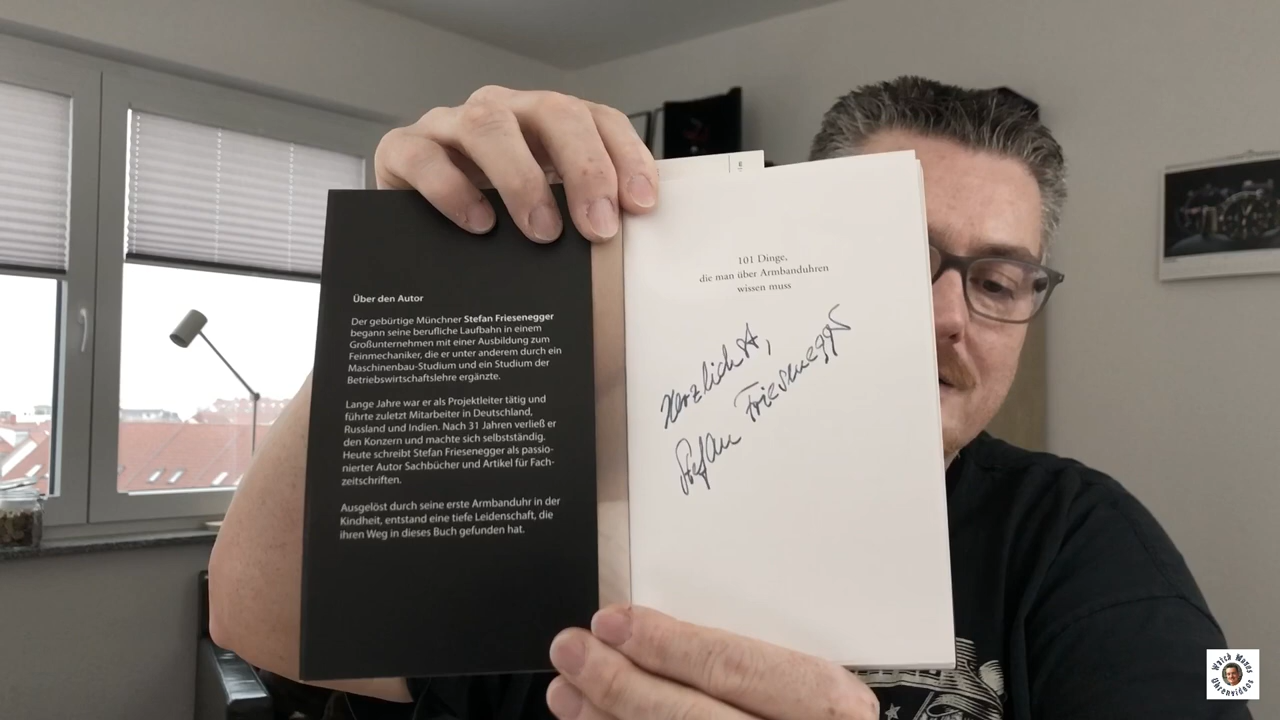 Über den Autor
Der gebürtige Münchner Stefan Friesenegger
begann seine berufliche Laufbahn in einem
Großunternehmen mit einer Ausbildung zum
Feinmechaniker, die er unter anderem durch ein
Maschinenbau-Studium und ein Studium der
Betriebswirtschaftslehre ergänzte.
Lange Jahre war er als Projektleiter tätig und
führte zuletzt Mitarbeiter in Deutschland,
Russland und Indien. Nach 31 Jahren verließ er
den Konzern und machte sich selbstständig.
Heute schreibt Stefan Friesenegger als passio-
nierter Autor Sachbücher und Artikel für Fach-
zeitschriften.
Ausgelöst durch seine erste Armbanduhr in der
Kindheit, entstand eine tiefe Leidenschaft, die
ihren Weg in dieses Buch gefunden hat.
101 Dinge,
die man über Armbanduhren
wissen muss
Herzlichst,
Stefan Friesenegger
Watch Moves
Uhrenvideos